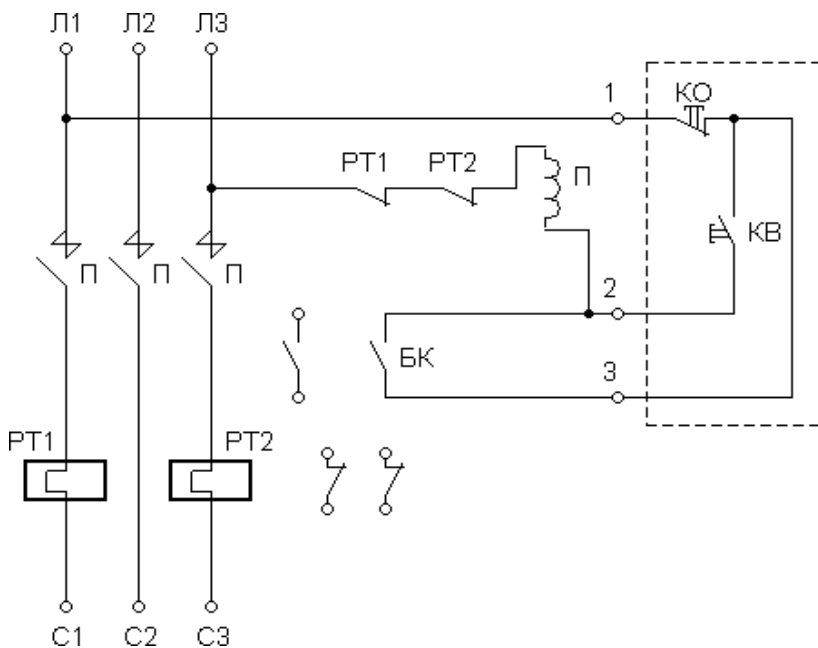 Л1 Л2 Л3
1 КО
РТ1 РТ2 П
КВ
П П П
2
БК
3
РТ1 РТ2
С1 С2 С3